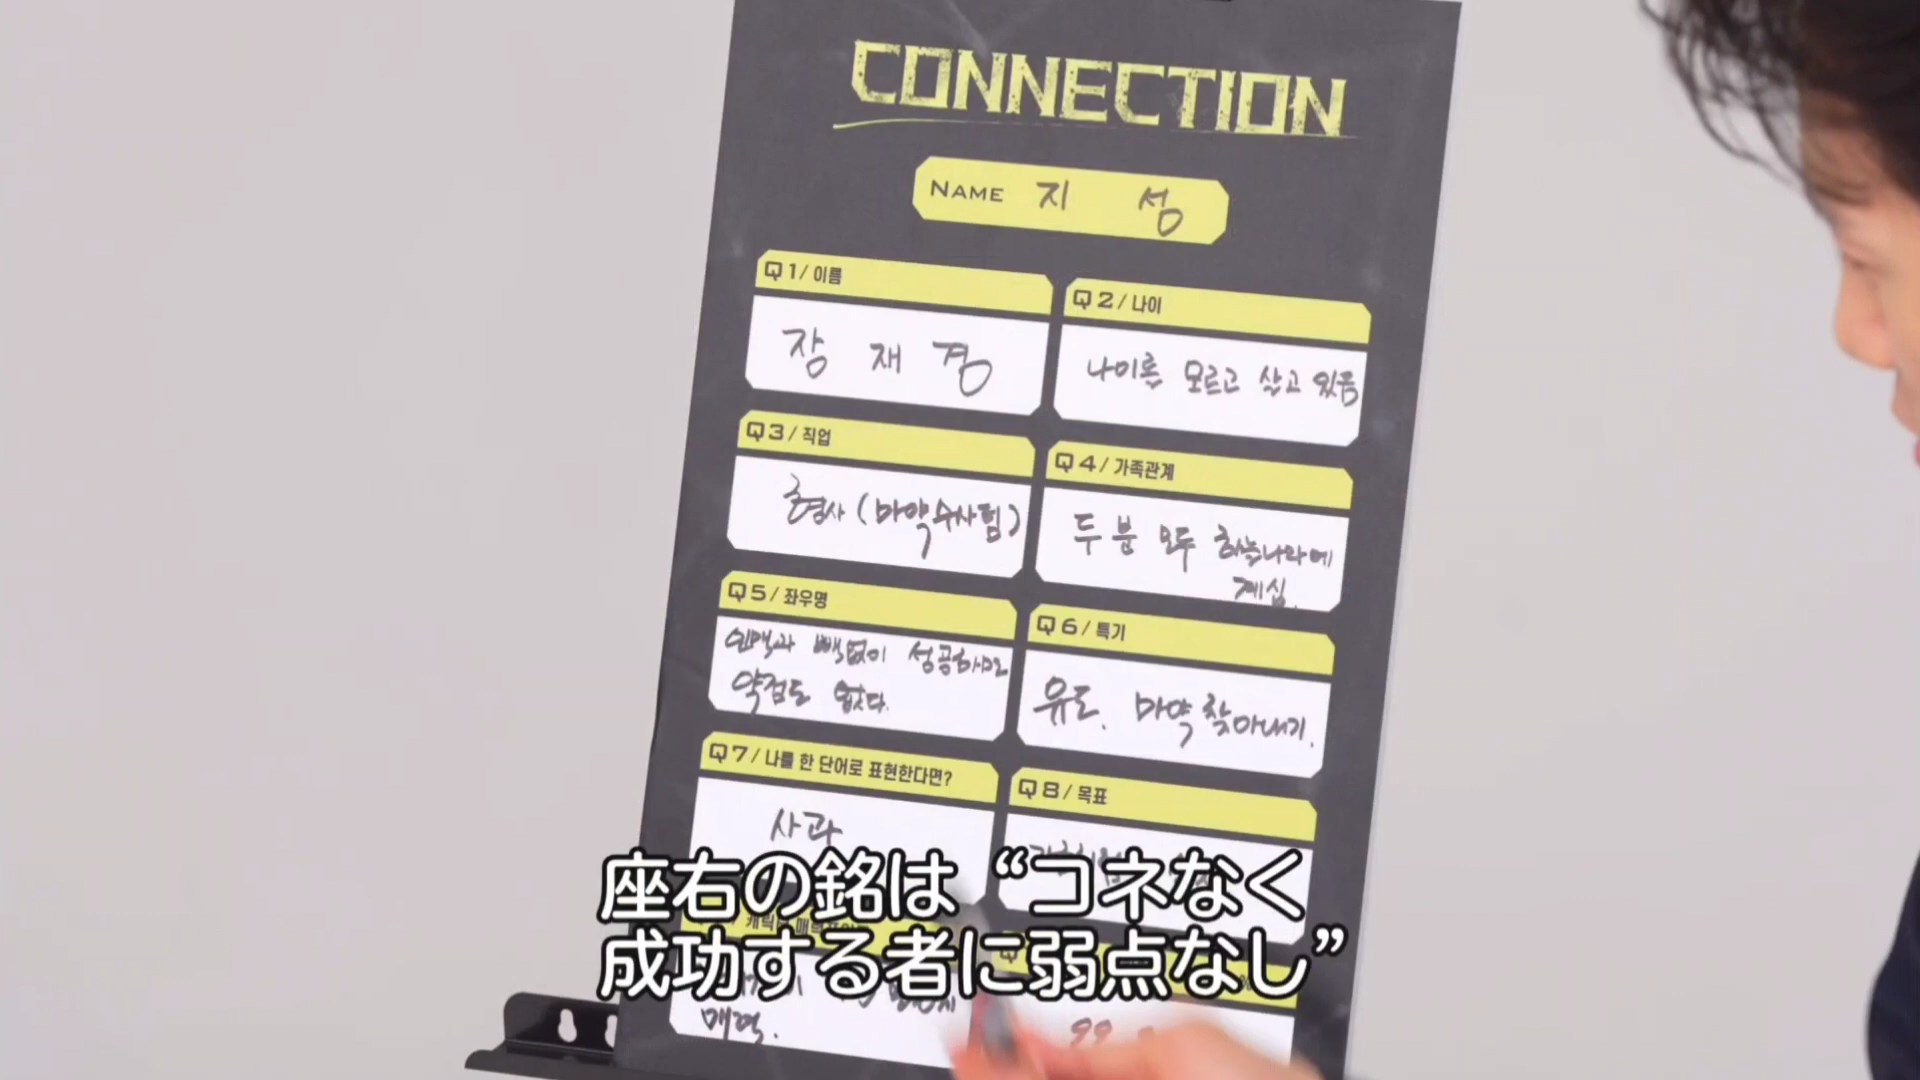 CONNECTION
NAME 지 성
Q1/ 이름
장 재 경
Q2/ 나이
나이를 모르고 살고 있음
Q3/ 직업
형사 (마약수사팀)
Q4/ 가족관계
두 분 모두 하늘나라에
계심.
Q5/ 좌우명
인맥과 빽없이 성공하면
약점도 없다.
Q6/ 특기
유도. 마약 찾아내기.
Q7/ 나를 한 단어로 표현한다면?
사과
Q8/ 목표
매력.
99
座右の銘は“コネなく
成功する者に弱点なし”